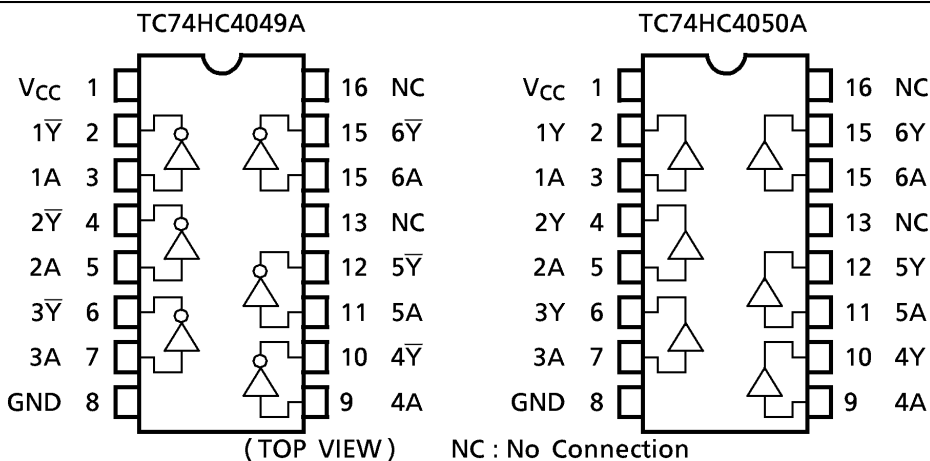 TC74HC4049A
VCC 1 16 NC
1Y̅ 2 15 6Y̅
1A 3 15 6A
2Y̅ 4 13 NC
2A 5 12 5Y̅
3Y̅ 6 11 5A
3A 7 10 4Y̅
GND 8 9 4A
TC74HC4050A
VCC 1 16 NC
1Y 2 15 6Y
1A 3 15 6A
2Y 4 13 NC
2A 5 12 5Y
3Y 6 11 5A
3A 7 10 4Y
GND 8 9 4A
(TOP VIEW) NC : No Connection